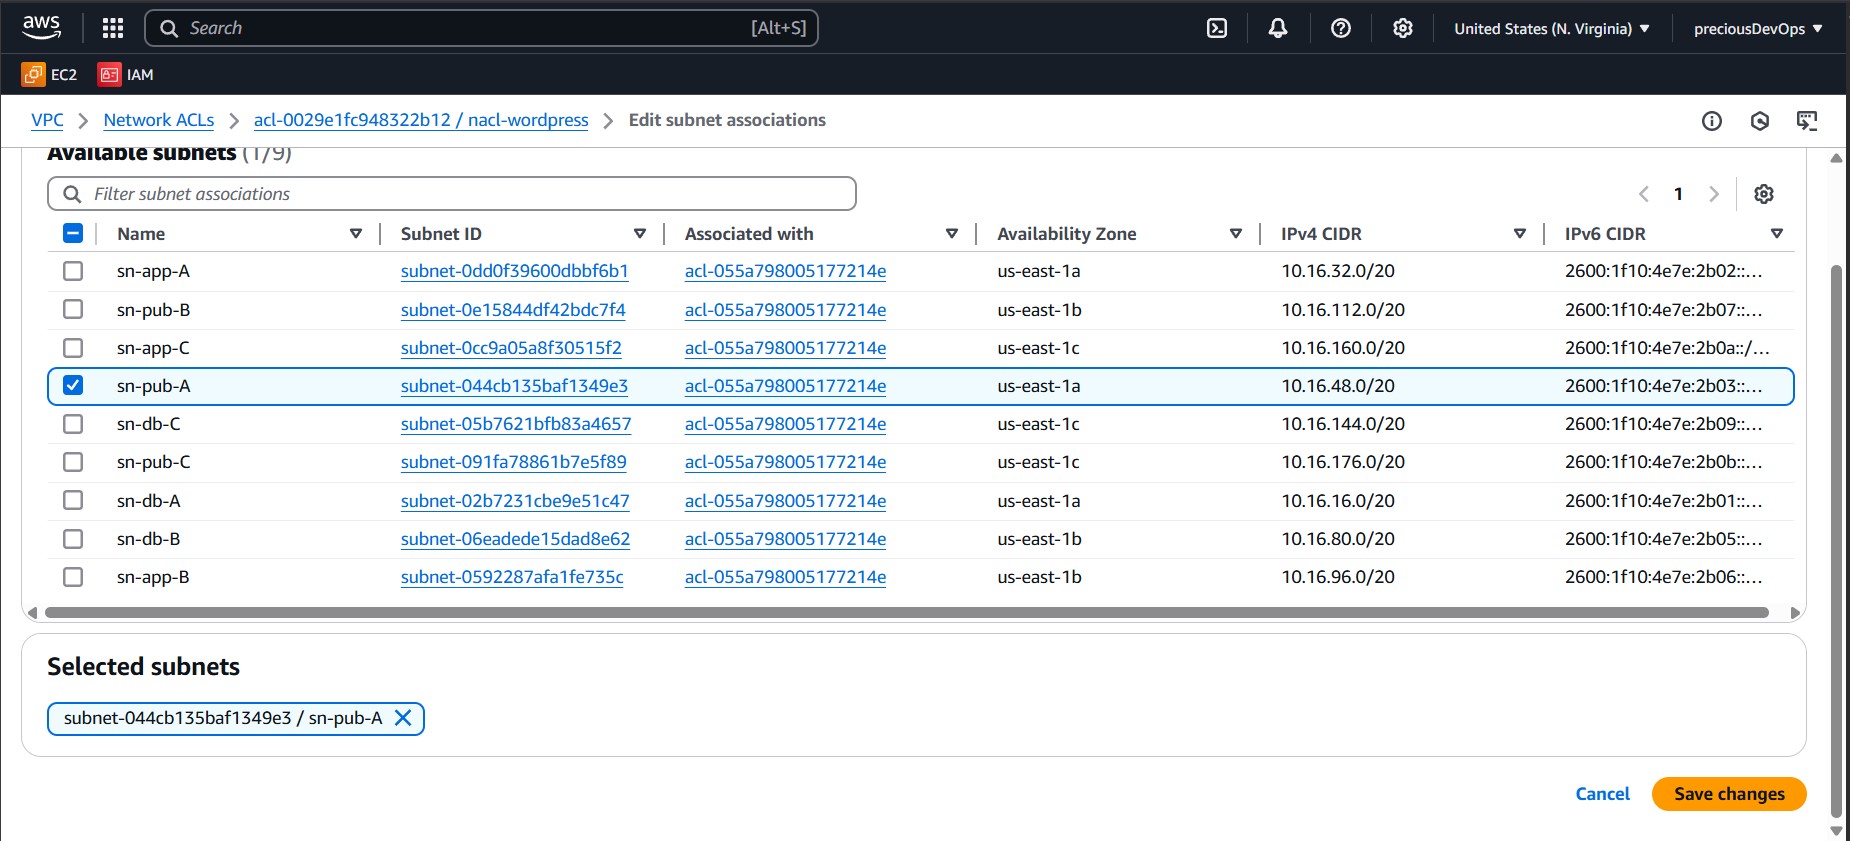 aws Search [Alt+S] United States (N. Virginia) preciousDevOps
EC2 IAM
VPC Network ACLs acl-0029e1fc948322b12 / nacl-wordpress Edit subnet associations
Available subnets (1/9)
Filter subnet associations 1
Name Subnet ID Associated with Availability Zone IPv4 CIDR IPv6 CIDR
sn-app-A subnet-0dd0f39600dbbf6b1 acl-055a798005177214e us-east-1a 10.16.32.0/20 2600:1f10:4e7e:2b02::...
sn-pub-B subnet-0e15844df42bdc7f4 acl-055a798005177214e us-east-1b 10.16.112.0/20 2600:1f10:4e7e:2b07::...
sn-app-C subnet-0cc9a05a8f30515f2 acl-055a798005177214e us-east-1c 10.16.160.0/20 2600:1f10:4e7e:2b0a::/...
sn-pub-A subnet-044cb135baf1349e3 acl-055a798005177214e us-east-1a 10.16.48.0/20 2600:1f10:4e7e:2b03::...
sn-db-C subnet-05b7621bfb83a4657 acl-055a798005177214e us-east-1c 10.16.144.0/20 2600:1f10:4e7e:2b09::...
sn-pub-C subnet-091fa78861b7e5f89 acl-055a798005177214e us-east-1c 10.16.176.0/20 2600:1f10:4e7e:2b0b::...
sn-db-A subnet-02b7231cbe9e51c47 acl-055a798005177214e us-east-1a 10.16.16.0/20 2600:1f10:4e7e:2b01::...
sn-db-B subnet-06eadede15dad8e62 acl-055a798005177214e us-east-1b 10.16.80.0/20 2600:1f10:4e7e:2b05::...
sn-app-B subnet-0592287afa1fe735c acl-055a798005177214e us-east-1b 10.16.96.0/20 2600:1f10:4e7e:2b06::...
Selected subnets
subnet-044cb135baf1349e3 / sn-pub-A
Cancel Save changes